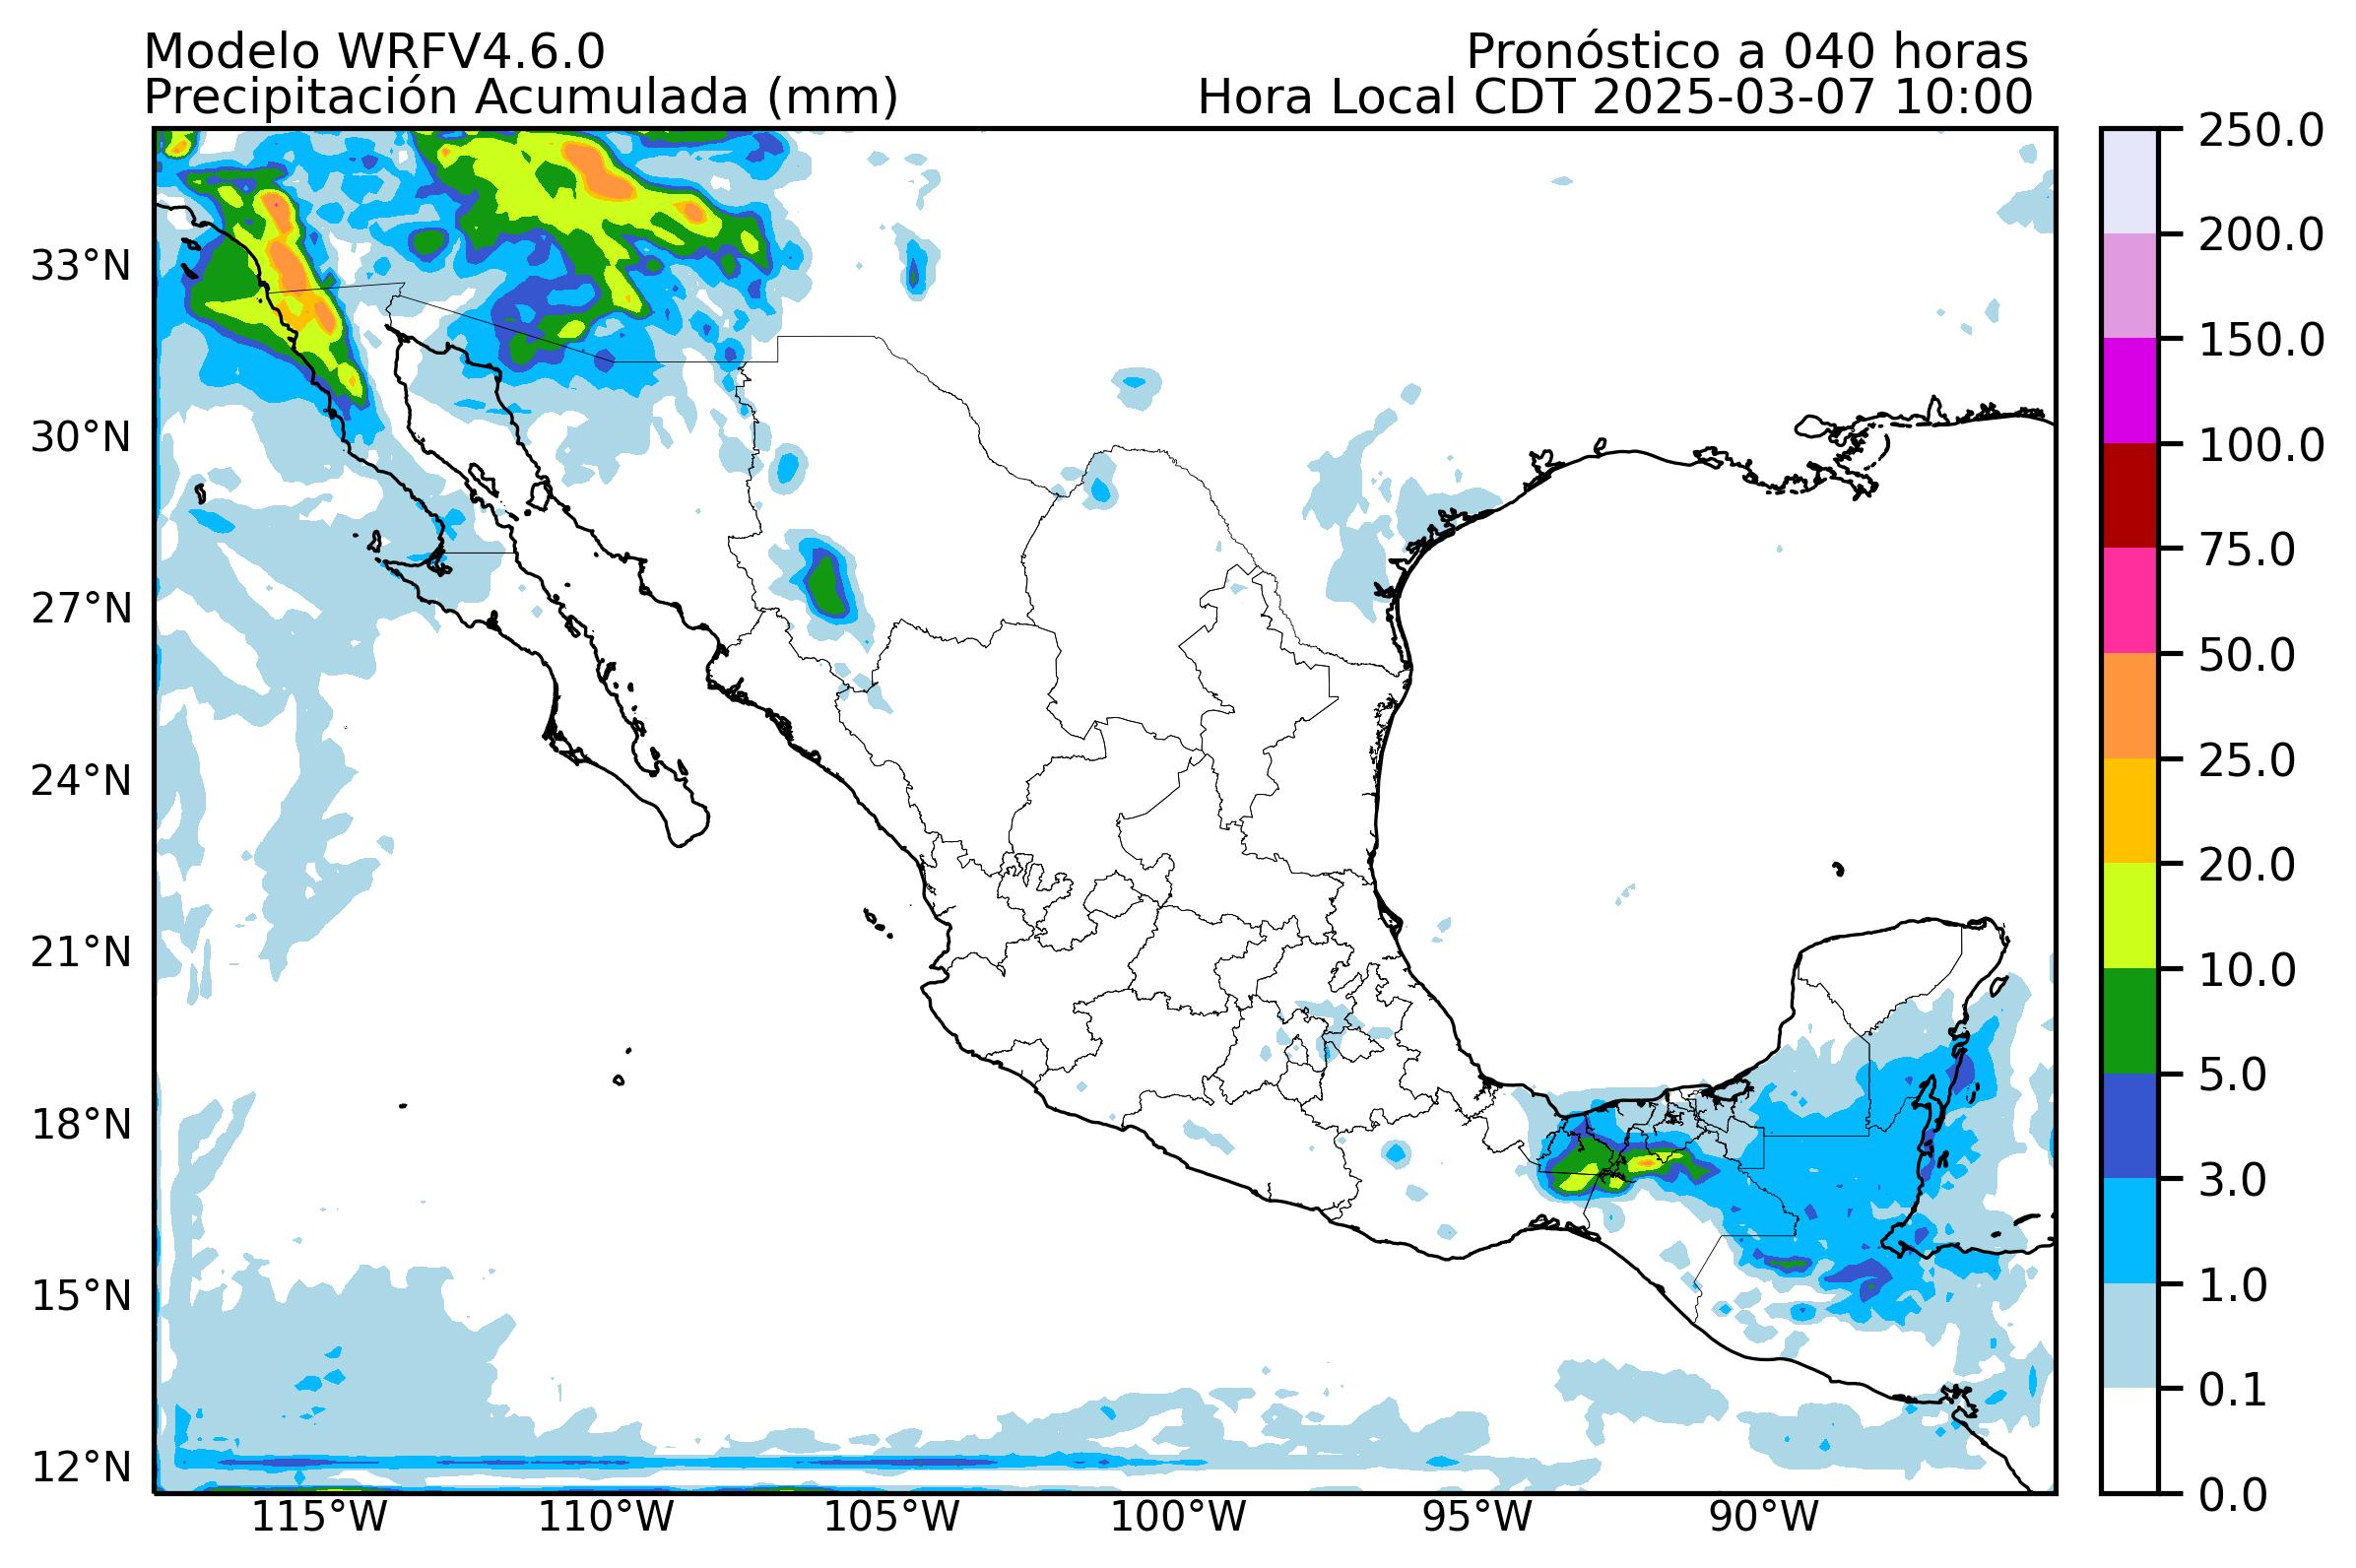 Modelo WRFV4.6.0
Pronóstico a 040 horas
Precipitación Acumulada (mm)
Hora Local CDT 2025-03-07 10:00
33°N
30°N
27°N
24°N
21°N
18°N
15°N
12°N
115°W
110°W
105°W
100°W
95°W
90°W
250.0
200.0
150.0
100.0
75.0
50.0
25.0
20.0
10.0
5.0
3.0
1.0
0.1
0.0